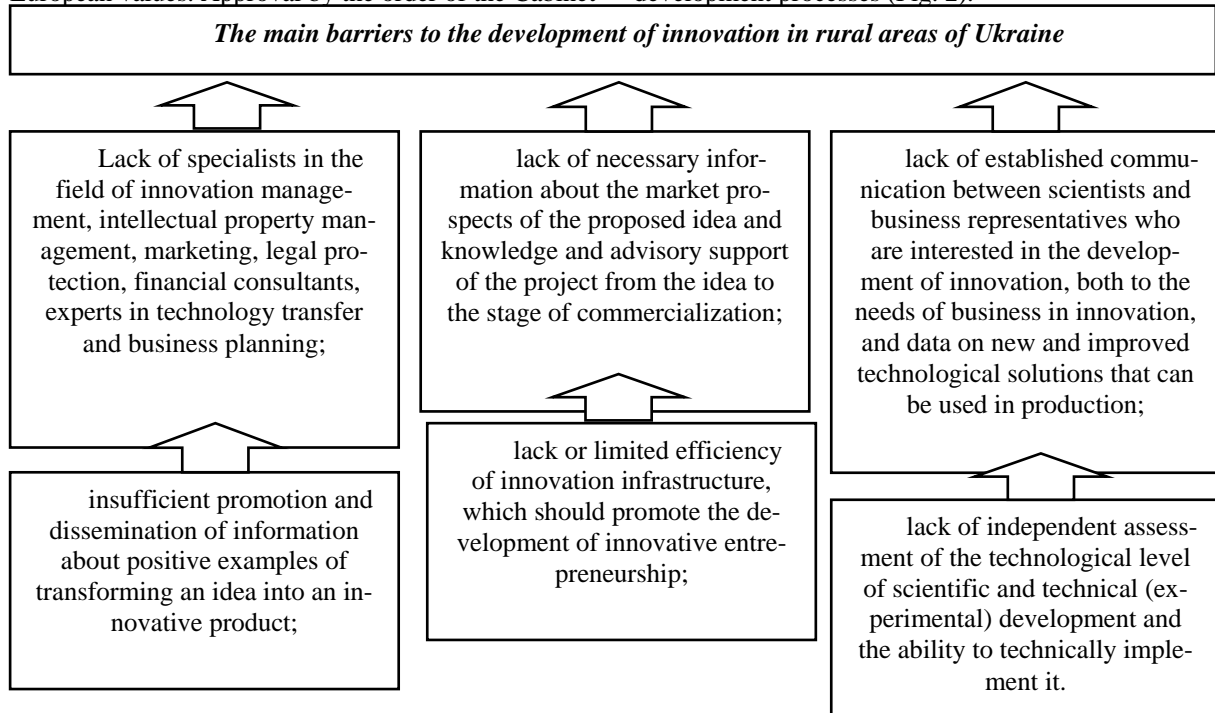 European values. Approval by the order of the Cabinet development processes (Fig. 2).
The main barriers to the development of innovation in rural areas of Ukraine
Lack of specialists in the
field of innovation manage-
ment, intellectual property man-
agement, marketing, legal pro-
tection, financial consultants,
experts in technology transfer
and business planning;
lack of necessary infor-
mation about the market pro-
spects of the proposed idea and
knowledge and advisory support
of the project from the idea to
the stage of commercialization;
lack of established commu-
nication between scientists and
business representatives who
are interested in the develop-
ment of innovation, both to the
needs of business in innovation,
and data on new and improved
technological solutions that can
be used in production;
insufficient promotion and
dissemination of information
about positive examples of
transforming an idea into an in-
novative product;
lack or limited efficiency
of innovation infrastructure,
which should promote the de-
velopment of innovative entre-
preneurship;
lack of independent assess-
ment of the technological level
of scientific and technical (ex-
perimental) development and
the ability to technically imple-
ment it.